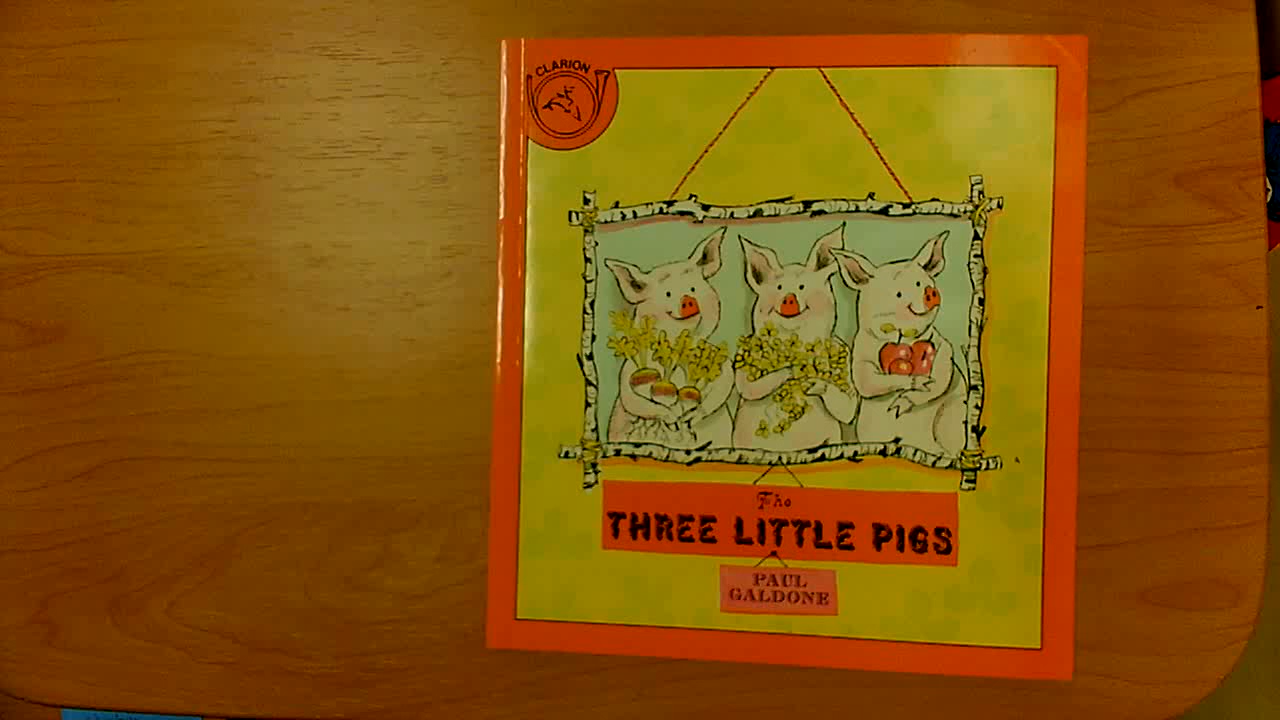 CLARION
The
THREE LITTLE PIGS
PAUL
GALDONE